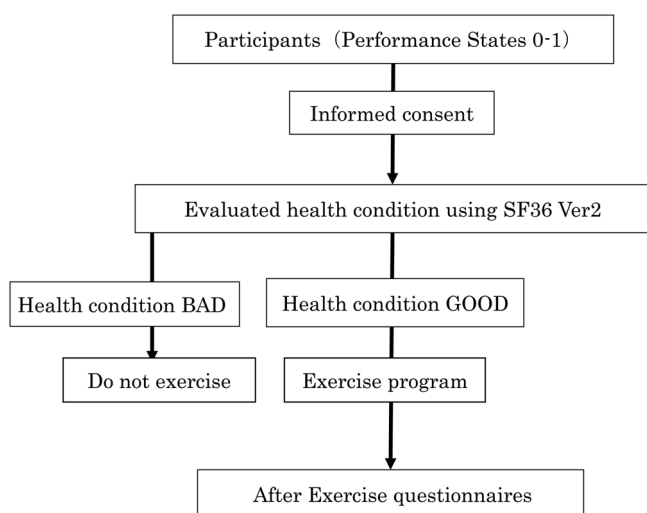 Participants（Performance States 0-1）
Informed consent
Evaluated health condition using SF36 Ver2
Health condition BAD
Health condition GOOD
Do not exercise
Exercise program
After Exercise questionnaires